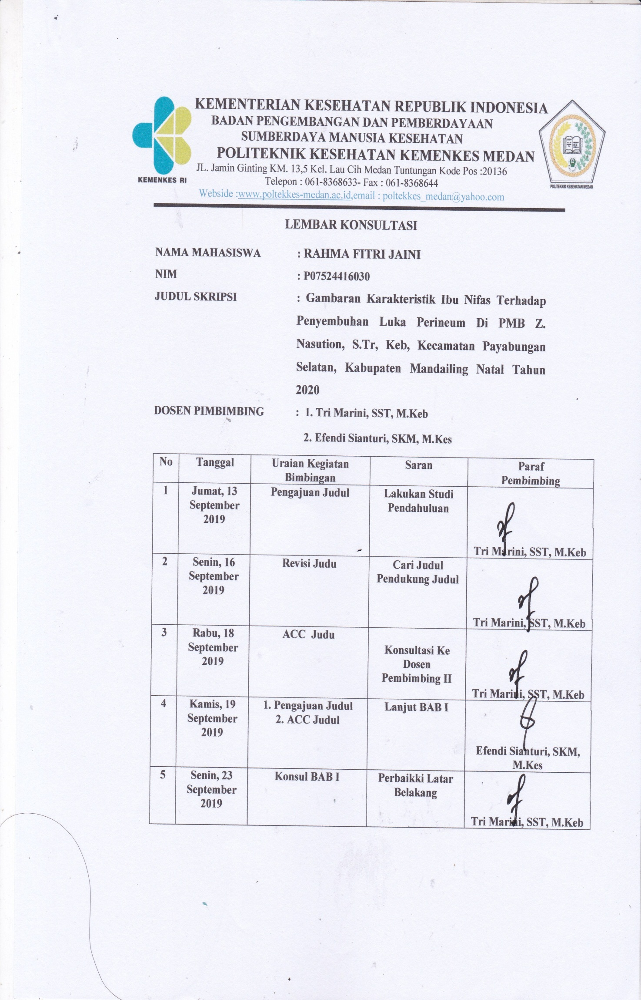 KEMENTERIAN KESEHATAN REPUBLIK INDONESIA
BADAN PENGEMBANGAN DAN PEMBERDAYAAN
SUMBERDAYA MANUSIA KESEHATAN
POLITEKNIK KESEHATAN KEMENKES MEDAN
JL. Jamin Ginting KM. 13,5 Kel. Lau Cih Medan Tuntungan Kode Pos :20136
Telepon : 061-8368633- Fax : 061-8368644
Webside :www.poltekkes-medan.ac.id,email : poltekkes_medan@yahoo.com
KEMENKES RI
POLITEKNIK KESEHATAN MEDAN
LEMBAR KONSULTASI
NAMA MAHASISWA : RAHMA FITRI JAINI
NIM : P07524416030
JUDUL SKRIPSI : Gambaran Karakteristik Ibu Nifas Terhadap
Penyembuhan Luka Perineum Di PMB Z.
Nasution, S.Tr, Keb, Kecamatan Payabungan
Selatan, Kabupaten Mandailing Natal Tahun
2020
DOSEN PIMBIMBING : 1. Tri Marini, SST, M.Keb
2. Efendi Sianturi, SKM, M.Kes
No Tanggal Uraian Kegiatan Saran Paraf
Bimbingan Pembimbing
1 Jumat, 13 Pengajuan Judul Lakukan Studi
September Pendahuluan
2019
Tri Marini, SST, M.Keb
2 Senin, 16 Revisi Judu Cari Judul
September Pendukung Judul
2019
Tri Marini, SST, M.Keb
3 Rabu, 18 ACC Judu
September Konsultasi Ke
2019 Dosen
Pembimbing II
Tri Marini, SST, M.Keb
4 Kamis, 19 1. Pengajuan Judul Lanjut BAB I
September 2. ACC Judul
2019
Efendi Sianturi, SKM,
M.Kes
5 Senin, 23 Konsul BAB I Perbaikki Latar
September Belakang
2019
Tri Marini, SST, M.Keb